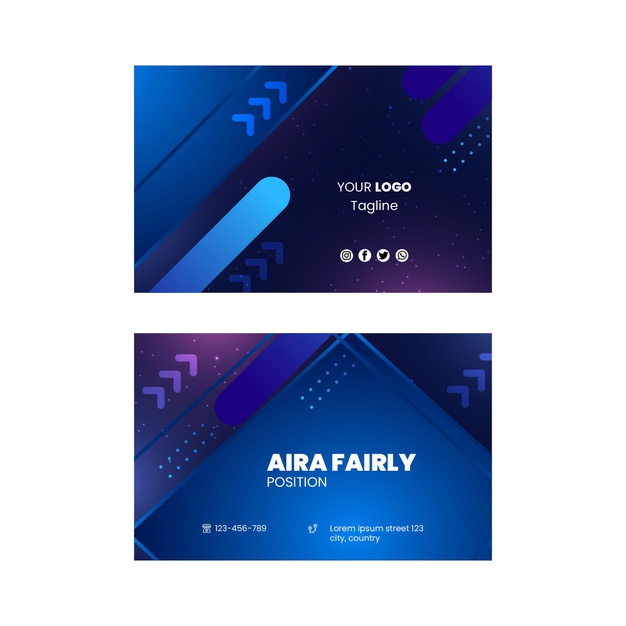 YOUR LOGO
Tagline
AIRA FAIRLY
POSITION
123-456-789
Lorem ipsum street 123
city, country